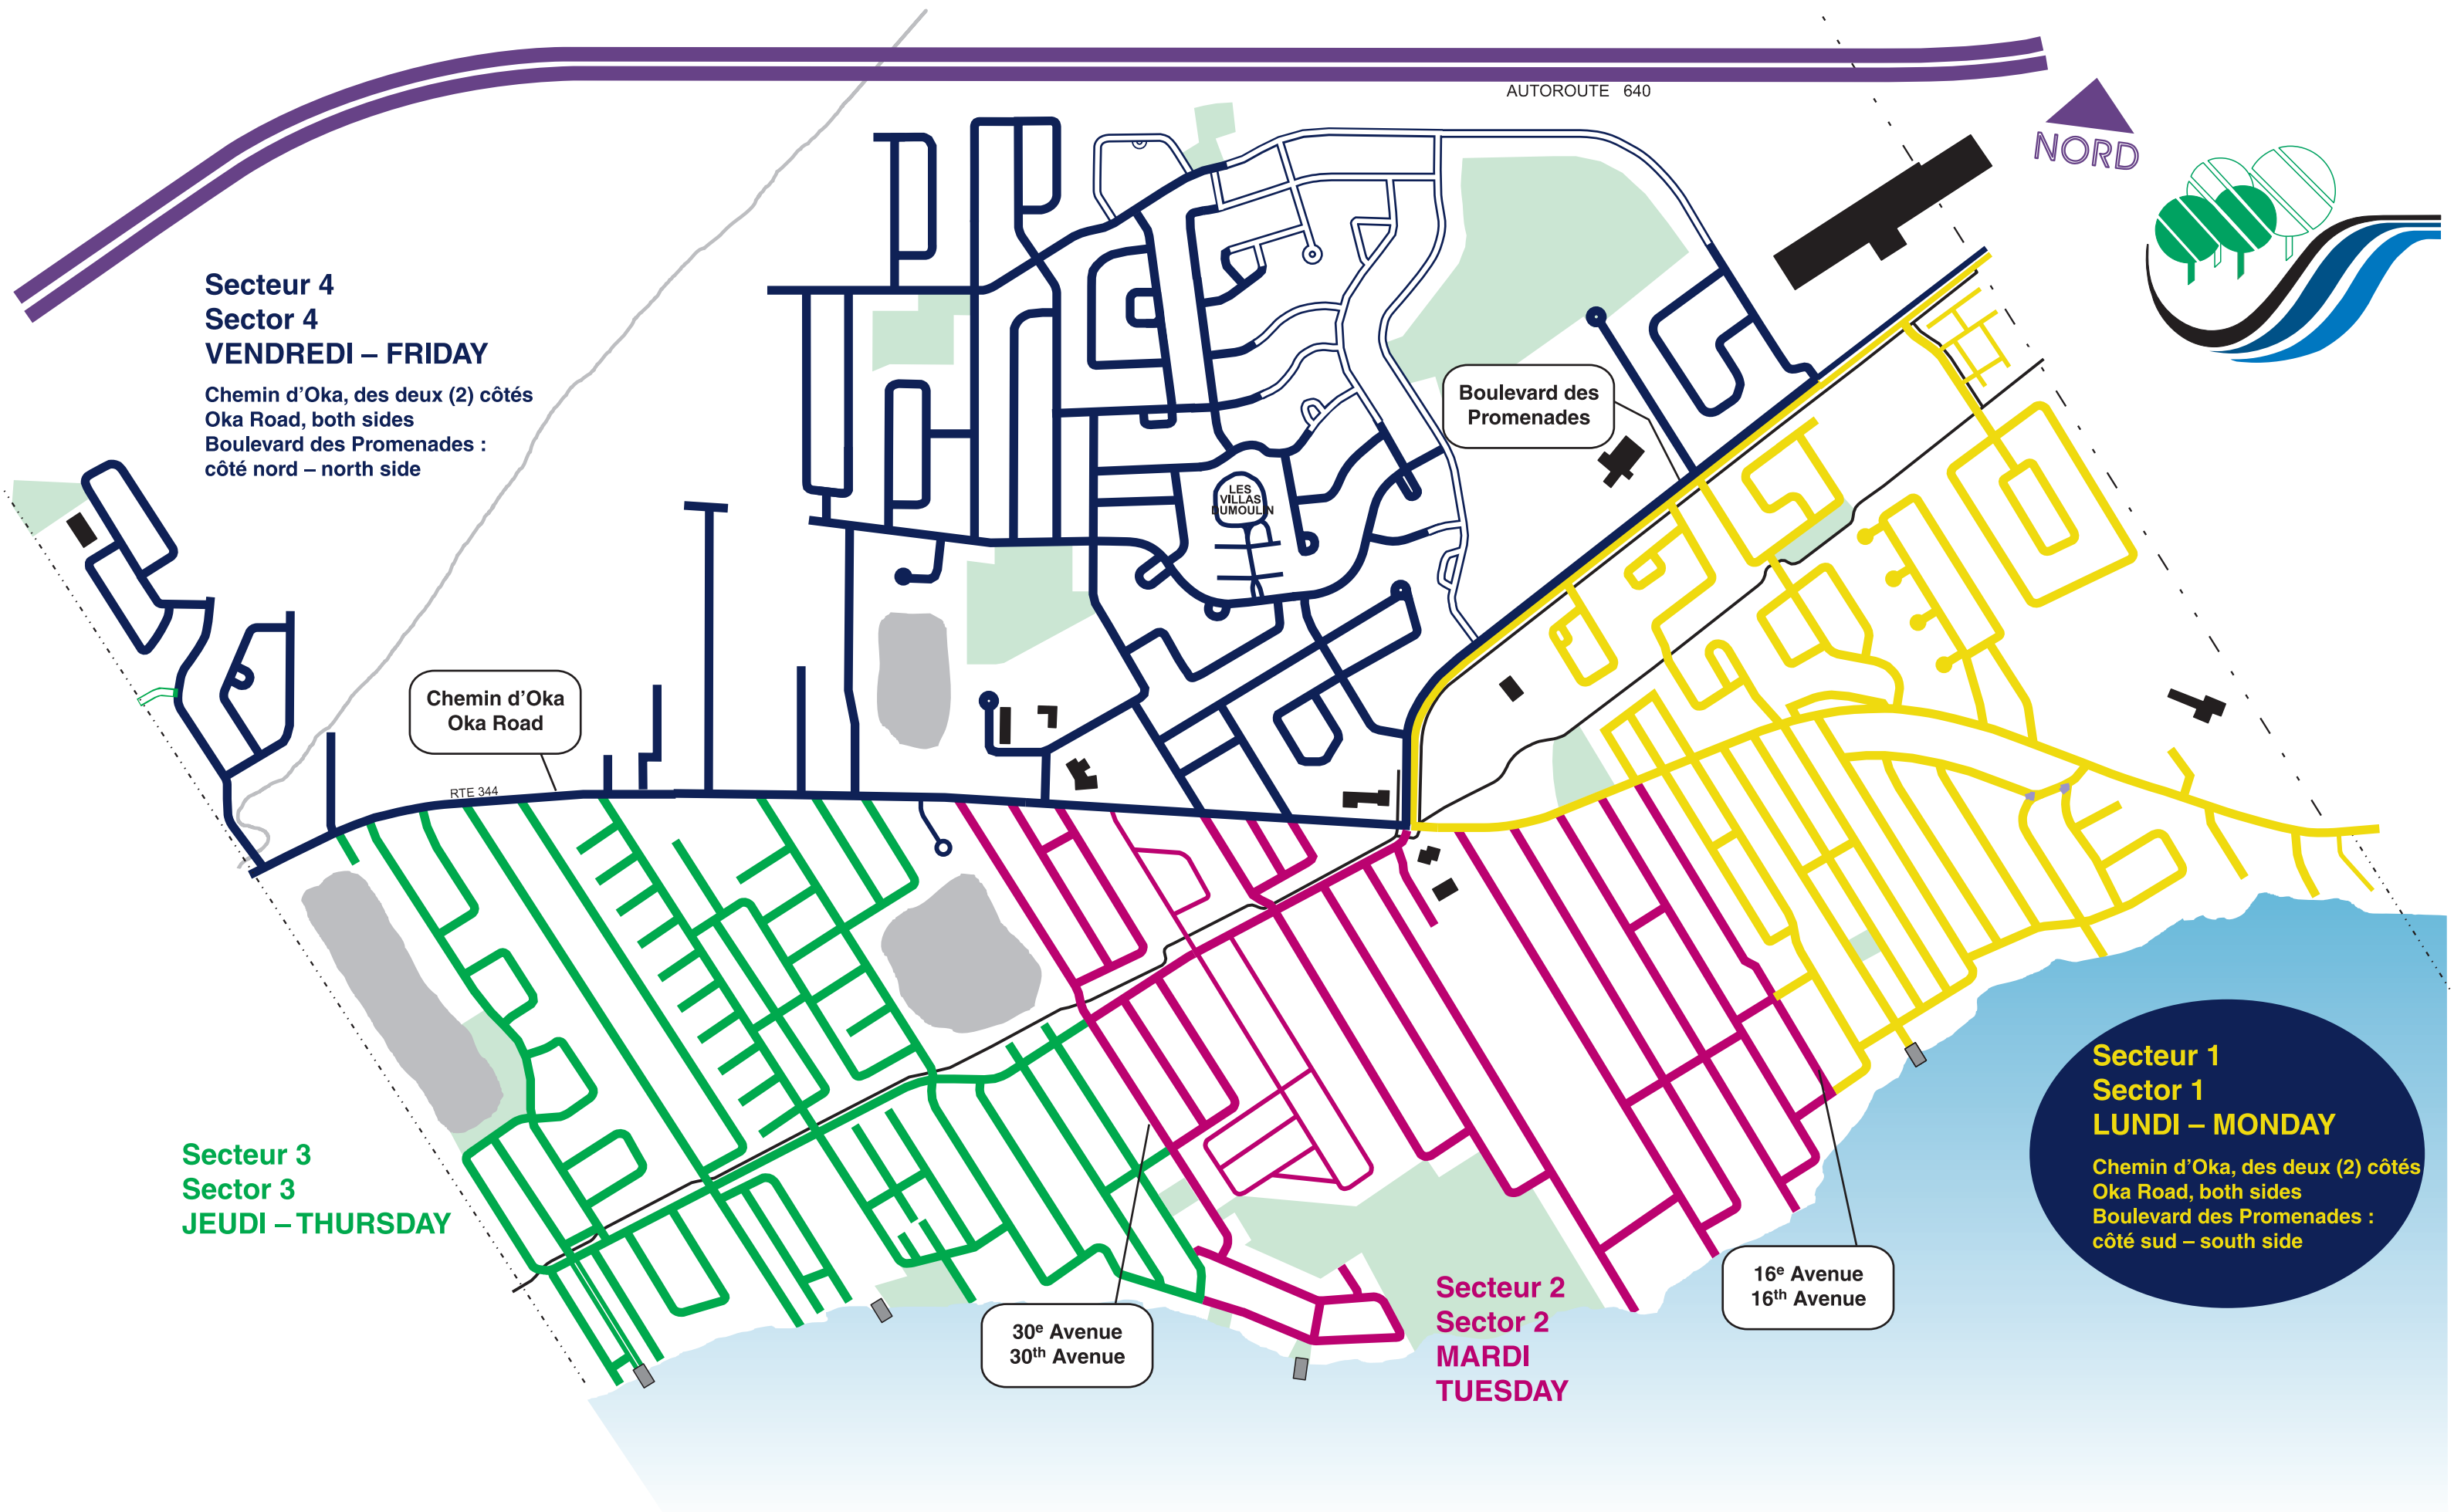 AUTOROUTE 640
NORD
Secteur 4
Sector 4
VENDREDI – FRIDAY
Chemin d’Oka, des deux (2) côtés
Oka Road, both sides
Boulevard des Promenades :
côté nord – north side
Boulevard des
Promenades
LES
VILLAS
DUMOULIN
Chemin d’Oka
Oka Road
RTE 344
Secteur 1
Sector 1
LUNDI – MONDAY
Chemin d’Oka, des deux (2) côtés
Oka Road, both sides
Boulevard des Promenades :
côté sud – south side
Secteur 3
Sector 3
JEUDI – THURSDAY
16e Avenue
16th Avenue
Secteur 2
Sector 2
MARDI
TUESDAY
30e Avenue
30th Avenue